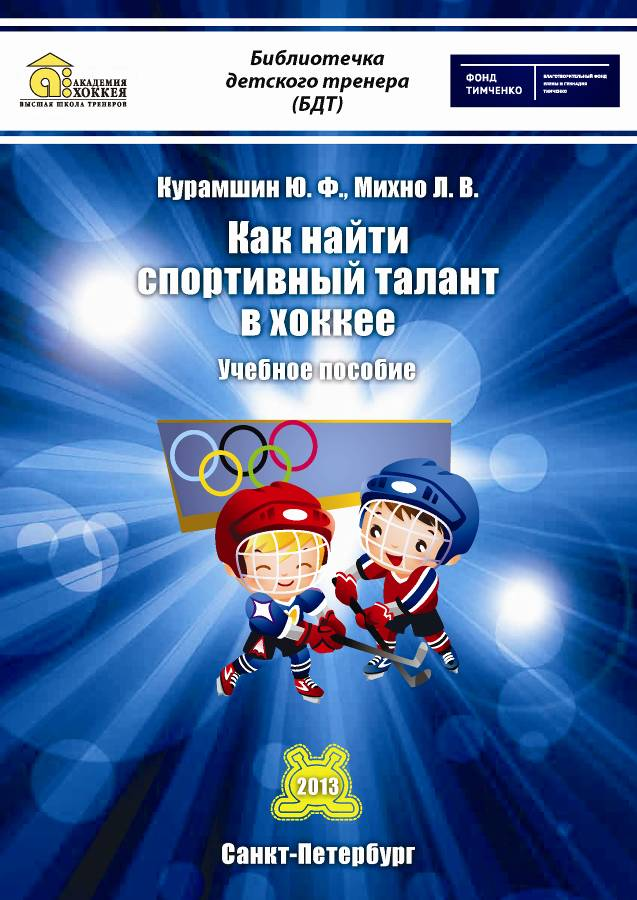 АКАДЕМИЯ
ХОККЕЯ
ВЫСШАЯ ШКОЛА ТРЕНЕРОВ
Библиотечка
детского тренера
(БДТ)
ФОНД
ТИМЧЕНКО
БЛАГОТВОРИТЕЛЬНЫЙ ФОНД
ЕЛЕНЫ И ГЕННАДИЯ
ТИМЧЕНКО
Курамшин Ю. Ф., Михно Л. В.
Как найти
спортивный талант
в хоккее
Учебное пособие
2013
Санкт-Петербург